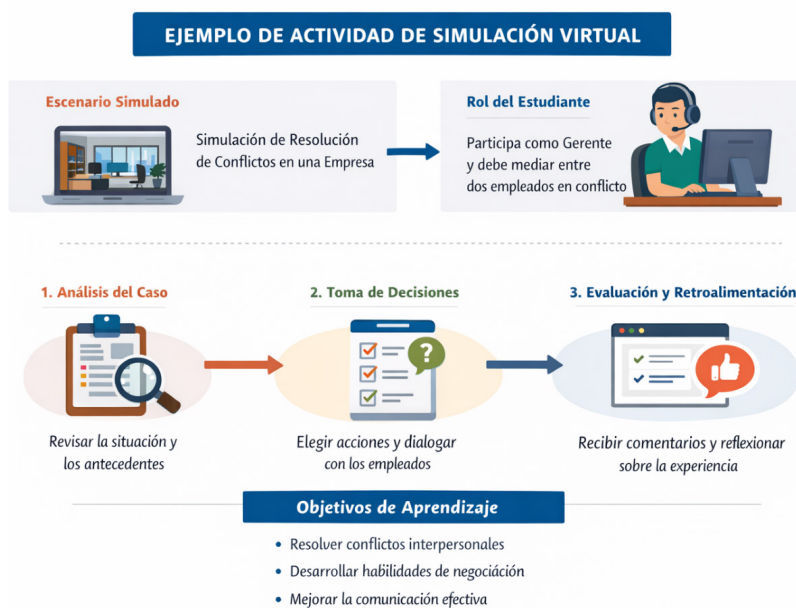 EJEMPLO DE ACTIVIDAD DE SIMULACIÓN VIRTUAL
Escenario Simulado
Simulación de Resolución
de Conflictos en una Empresa
Rol del Estudiante
Participa como Gerente
y debe mediar entre
dos empleados en conflicto
1. Análisis del Caso
Revisar la situación y
los antecedentes
2. Toma de Decisiones
?
Elegir acciones y dialogar
con los empleados
3. Evaluación y Retroalimentación
Recibir comentarios y reflexionar
sobre la experiencia
Objetivos de Aprendizaje
• Resolver conflictos interpersonales
• Desarrollar habilidades de negociáción
• Mejorar la comunicación efectiva